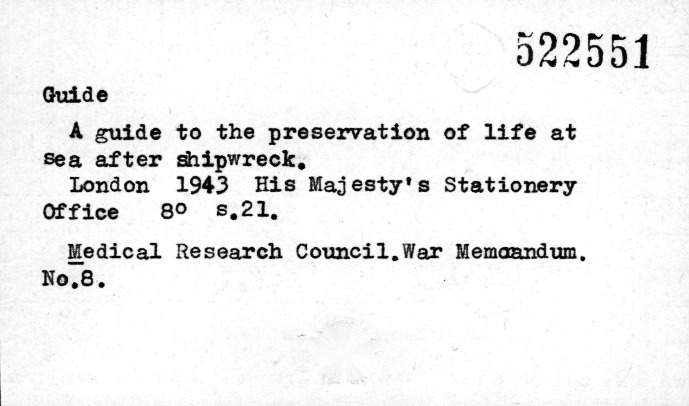 522551
Guide
A guide to the preservation of life at
sea after shipwreck.
London 1943 His Majesty's Stationery
Office 8o s.21.
Medical Research Council.War Memoandum.
No.8.